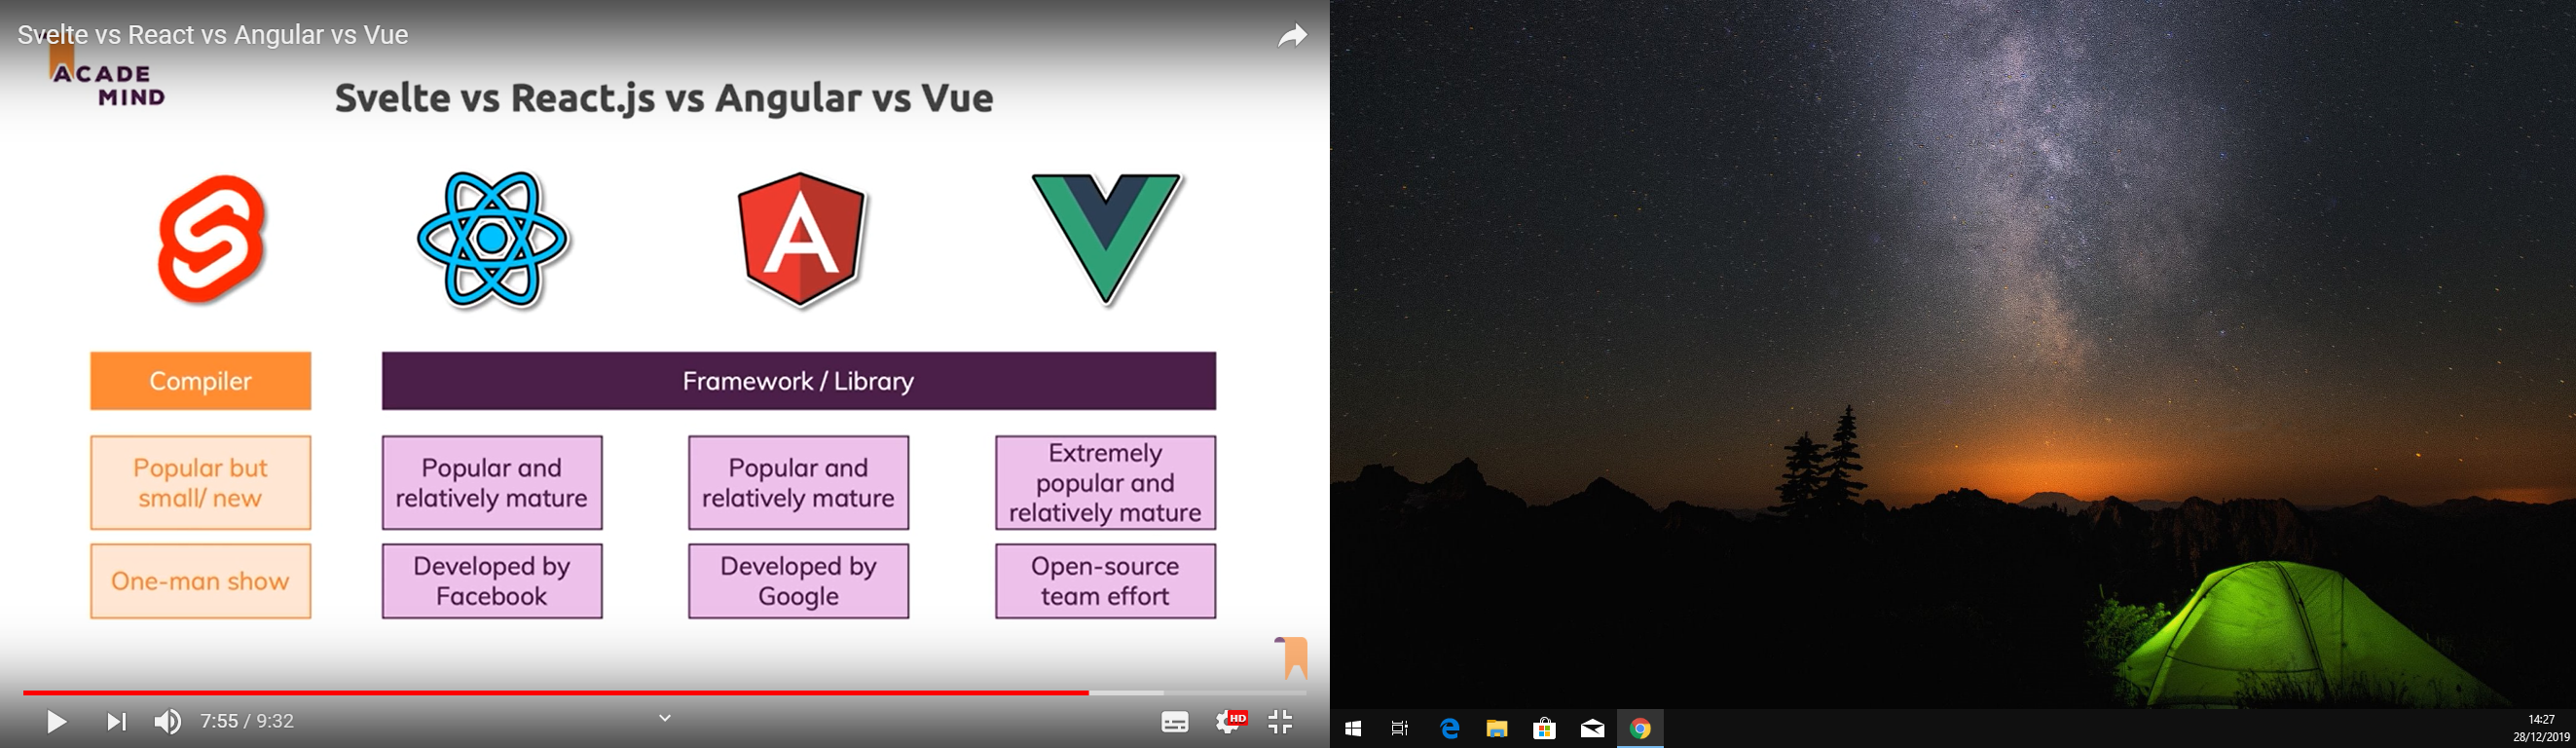 Svelte vs React vs Angular vs Vue
ACADE
MIND
Svelte vs React.js vs Angular vs Vue
Compiler
Framework / Library
Popular but
small/ new
Popular and
relatively mature
Popular and
relatively mature
Extremely
popular and
relatively mature
One-man show
Developed by
Facebook
Developed by
Google
Open-source
team effort
7:55 / 9:32
HD
14:27
28/12/2019